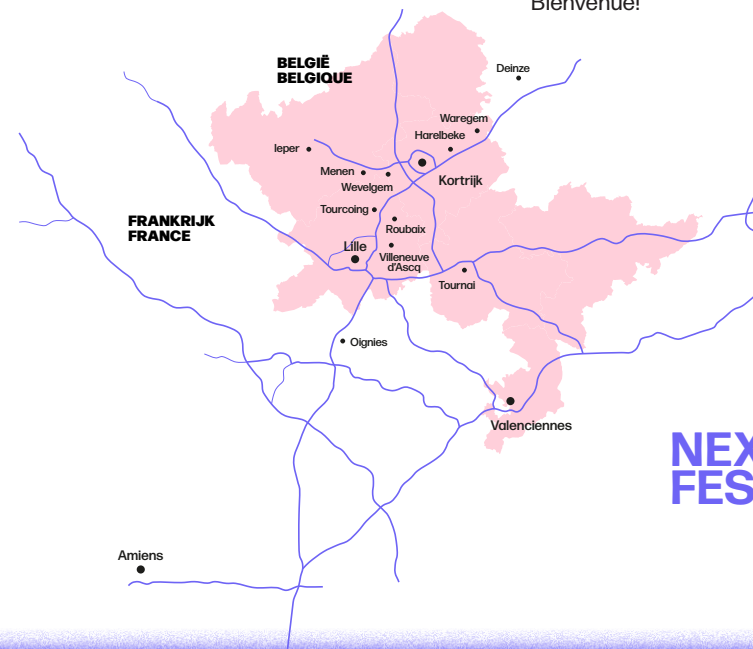 Bienvenue!
BELGIË
BELGIQUE
Deinze
Waregem
Harelbeke
Ieper
Menen
Wevelgem
Kortrijk
Tourcoing
FRANKRIJK
FRANCE
Roubaix
Lille
Villeneuve
d'Ascq
Tournai
Oignies
Valenciennes
NEX
FES
Amiens